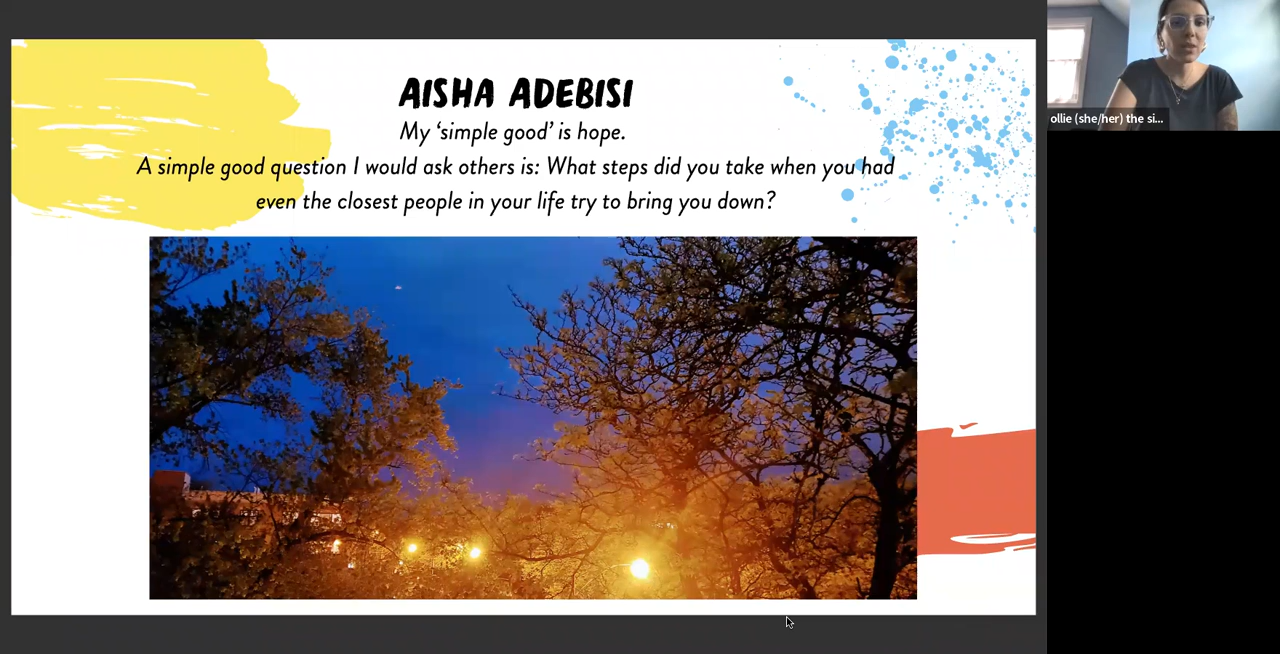 AISHA ADEBISI
My ‘simple good’ is hope.
A simple good question I would ask others is: What steps did you take when you had
even the closest people in your life try to bring you down?
ollie (she/her) the si...